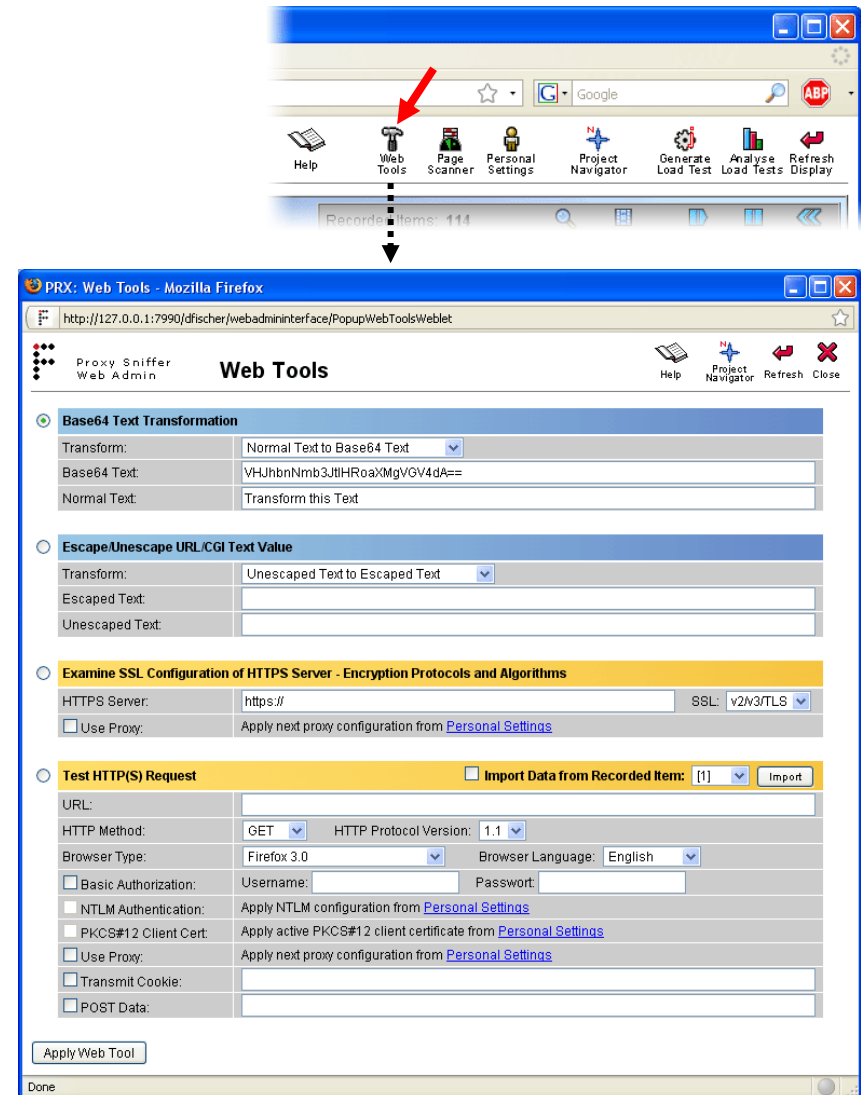 Google
ABP
Help
Web Tools
Page Scanner
Personal Settings
Project Navigator
Generate Load Test
Analyse Load Tests
Refresh Display
Recorded Items: 114
PRX: Web Tools - Mozilla Firefox
http://127.0.0.1:7990/dfischer/webadmininterface/PopupWebToolsWeblet
Proxy Sniffer
Web Admin
Web Tools
Help
Project Navigator
Refresh
Close
Base64 Text Transformation
Transform: Normal Text to Base64 Text
Base64 Text: VHJhbnNmb3JtIHRoaXMgVGV4dA==
Normal Text: Transform this Text
Escape/Unescape URL/CGI Text Value
Transform: Unescaped Text to Escaped Text
Escaped Text:
Unescaped Text:
Examine SSL Configuration of HTTPS Server - Encryption Protocols and Algorithms
HTTPS Server: https:// SSL: v2/v3/TLS
Use Proxy: Apply next proxy configuration from Personal Settings
Test HTTP(S) Request Import Data from Recorded Item: [1] Import
URL:
HTTP Method: GET HTTP Protocol Version: 1.1
Browser Type: Firefox 3.0 Browser Language: English
Basic Authorization: Username: Passwort:
NTLM Authentication: Apply NTLM configuration from Personal Settings
PKCS#12 Client Cert: Apply active PKCS#12 client certificate from Personal Settings
Use Proxy: Apply next proxy configuration from Personal Settings
Transmit Cookie:
POST Data:
Apply Web Tool
Done